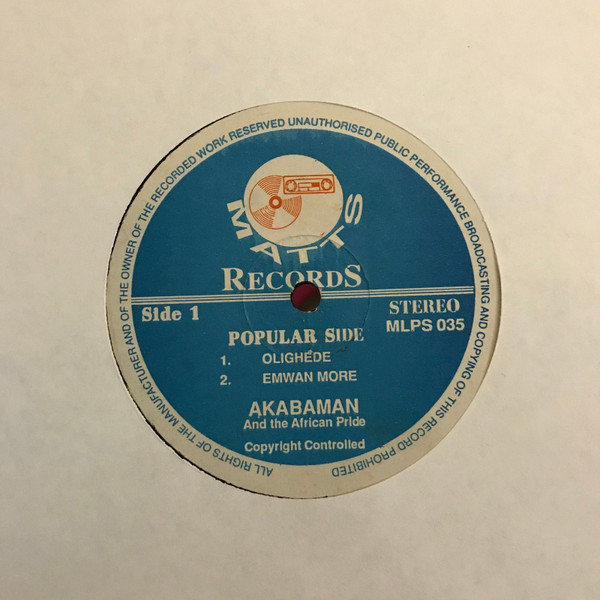 ALL RIGHTS OF THE MANUFACTURER AND OF THE OWNER OF THE RECORDED WORK RESERVED UNAUTHORISED PUBLIC PERFORMANCE BROADCASTING AND COPYING OF THIS RECORD PROHIBITED
MATTS
RECORDS
Side 1
STEREO
MLPS 035
POPULAR SIDE
1. OLIGHEDE
2. EMWAN MORE
AKABAMAN
And the African Pride
Copyright Controlled